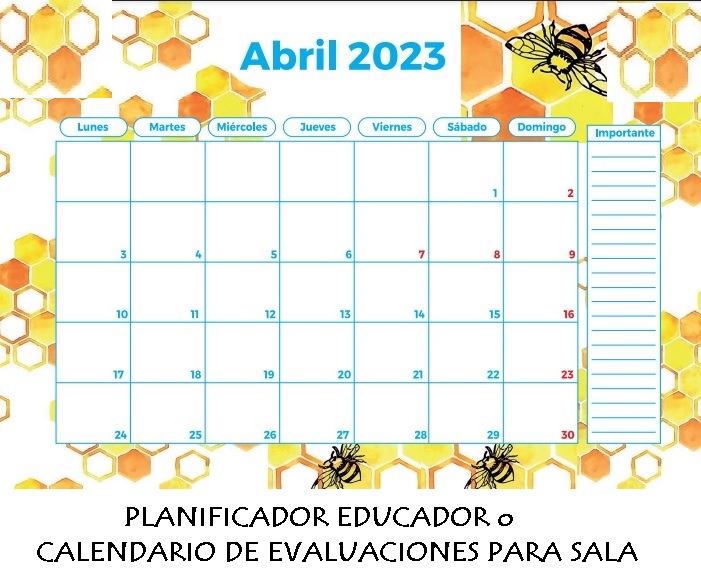 Abril 2023
Lunes Martes Miércoles Jueves Viernes Sábado Domingo Importante
1 2
3 4 5 6 7 8 9
10 11 12 13 14 15 16
17 18 19 20 21 22 23
24 25 26 27 28 29 30
PLANIFICADOR EDUCADOR o
CALENDARIO DE EVALUACIONES PARA SALA